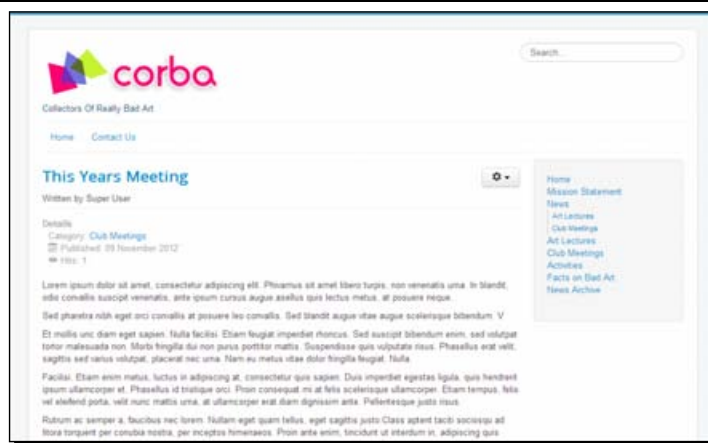 Search...
corba
Collectors Of Really Bad Art
Home Contact Us
This Years Meeting
Written by Super User
Details
Category: Club Meetings
Published: 09 November 2012
Hits: 1
Lorem ipsum dolor sit amet, consectetur adipiscing elit. Phivamus sit amet libero turpis, non venenatis urna. In blandit,
odio convallis suscipit venenatis, ante ipsum cursus augue asellus quis lectus metus, at posuere neque.
Sed pharetra nibh eget orci convallis at posuere leo convallis. Sed blandit augue vitae augue scelerisque bibendum. V
Et mollis unc diam eget sapien. Nulla facilisi. Etiam feugiat imperdiet rhoncus. Sed suscipit bibendum enim, sed volutpat
tortor malesuada non. Morbi fringilla dui non purus porttitor mattis. Suspendisse quis vulputate risus. Phasellus erat velit,
sagittis sed varius volutpat, placerat nec urna. Nam eu metus vitae dolor fringilla feugiat. Nulla
Facilisi. Etiam enim metus, luctus in adipiscing at, consectetur quis sapien. Duis imperdiet egestas ligula, quis hendrerit
ipsum ullamcorper et. Phasellus id tristique orci. Proin consequat mi at felis scelerisque ullamcorper. Etiam tempus, felis
vel eleifend porta, velit nunc mattis urna, at ullamcorper erat diam dignissim ante. Pellentesque justo risus
Rutrum ac semper a, faucibus nec lorem. Nullam eget quam tellus, eget sagittis justo Class aptent taciti sociosqu ad
litora torquent per conubia nostra, per inceptos himenaeos. Proin ante enim, tincidunt ut interdum in, adipiscing quis
Home
Mission Statement
News
Art Lectures
Club Meetings
Art Lectures
Club Meetings
Activities
Facts on Bad Art
News Archive